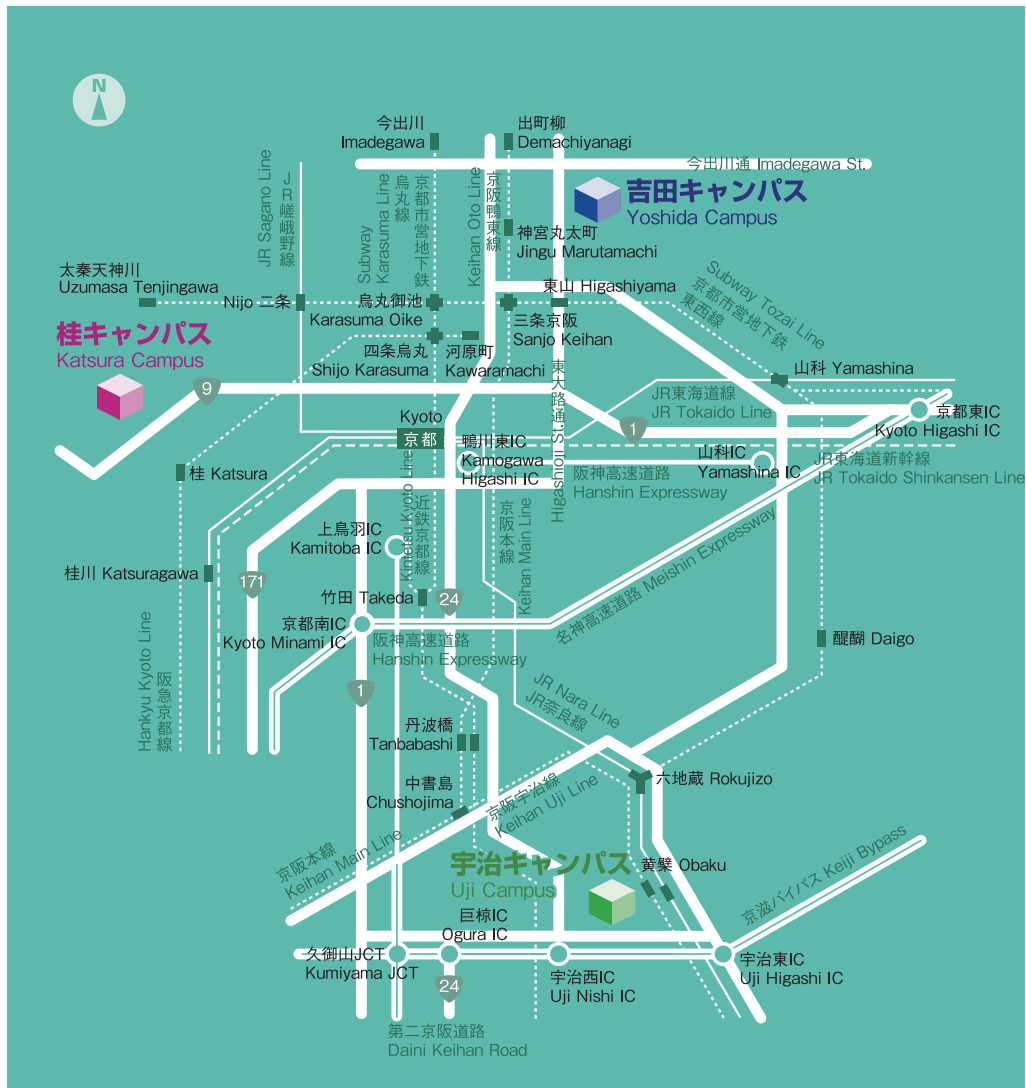 N
今出川
Imadegawa
出町柳
Demachiyanagi
今出川通 Imadegawa St.
吉田キャンパス
Yoshida Campus
JR Sagano Line
JR嵯峨野線
Subway
Karasuma Line
烏丸線
京都市営地下鉄
Keihan Oto Line
京阪鴨東線
神宮丸太町
Jingu Marutamachi
太秦天神川
Uzumasa Tenjingawa
Nijo 二条
烏丸御池
Karasuma Oike
東山 Higashiyama
三条京阪
Sanjo Keihan
Subway Tozai Line
京都市営地下鉄
東西線
桂キャンパス
Katsura Campus
四条烏丸
Shijo Karasuma
河原町
Kawaramachi
山科 Yamashina
9
東大路通
Higashioji St.
JR東海道線
JR Tokaido Line
京都東IC
Kyoto Higashi IC
Kyoto
京都
1
鴨川東IC
Kamogawa
Higashi IC
山科IC
Yamashina IC
阪神高速道路
Hanshin Expressway
JR東海道新幹線
JR Tokaido Shinkansen Line
桂 Katsura
上鳥羽IC
Kamitoba IC
Kintetsu Kyoto Line
近鉄京都線
京阪本線
Keihan Main Line
桂川 Katsuragawa
171
竹田 Takeda
24
名神高速道路 Meishin Expressway
京都南IC
Kyoto Minami IC
阪神高速道路
Hanshin Expressway
醍醐 Daigo
Hankyu Kyoto Line
阪急京都線
1
JR Nara Line
JR奈良線
丹波橋
Tanbabashi
中書島
Chushojima
六地蔵 Rokujizo
京阪宇治線
Keihan Uji Line
京阪本線
Keihan Main Line
宇治キャンパス
Uji Campus
黄檗 Obaku
京滋バイパス Keiji Bypass
巨椋IC
Ogura IC
久御山JCT
Kumiyama JCT
宇治西IC
Uji Nishi IC
宇治東IC
Uji Higashi IC
24
第二京阪道路
Daini Keihan Road